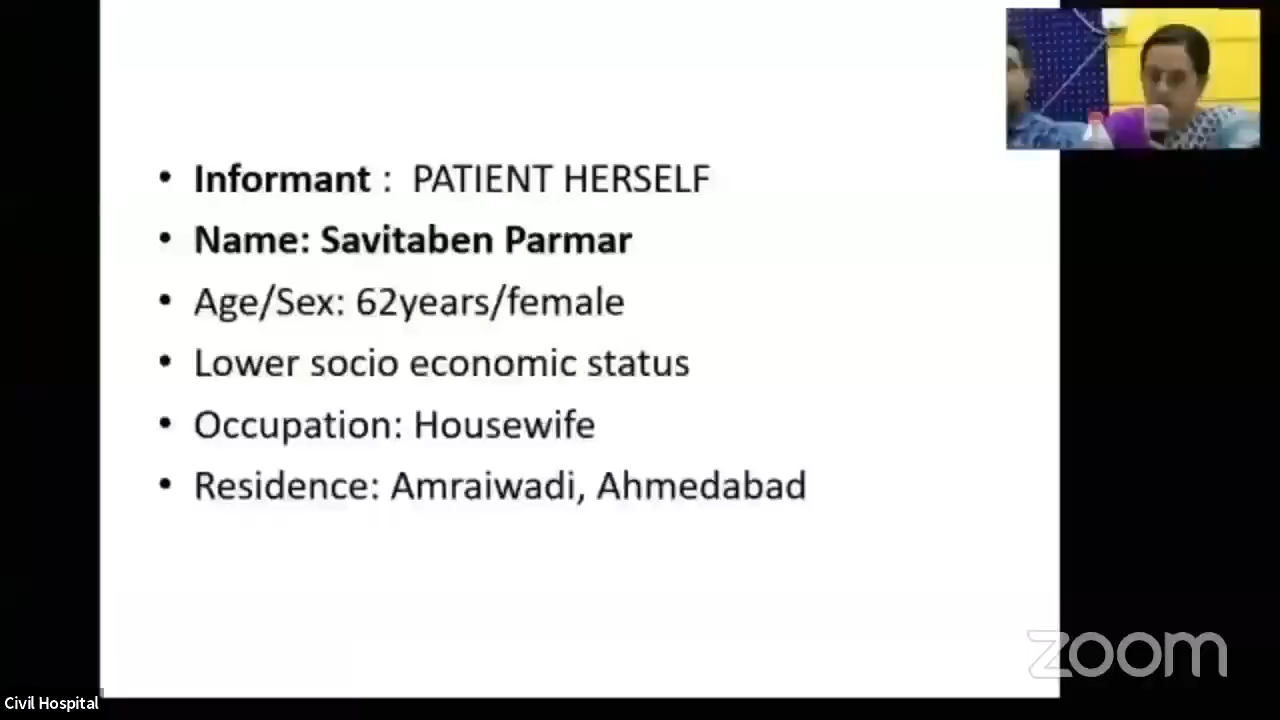 • Informant : PATIENT HERSELF
• Name: Savitaben Parmar
• Age/Sex: 62years/female
• Lower socio economic status
• Occupation: Housewife
• Residence: Amraiwadi, Ahmedabad
zoom
Civil Hospital